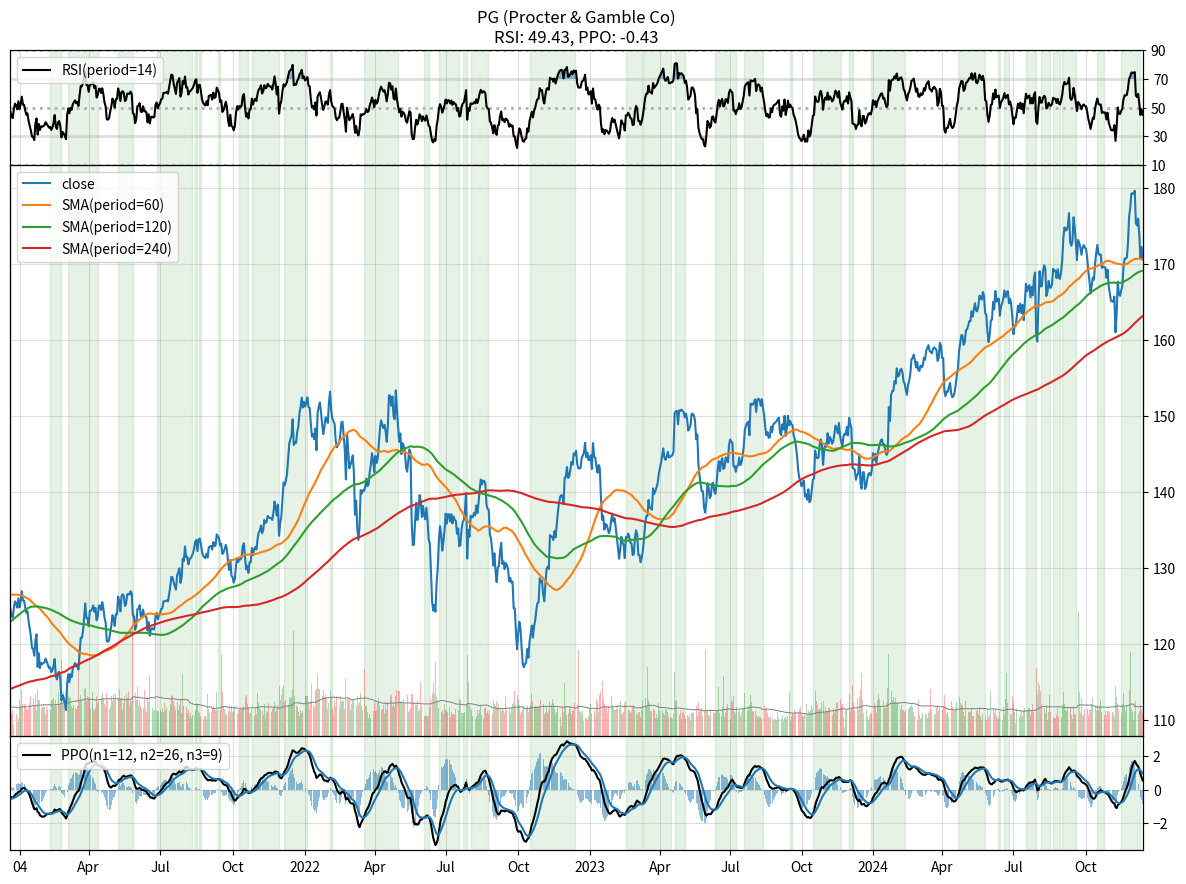 PG (Procter & Gamble Co)
RSI: 49.43, PPO: -0.43
RSI(period=14)
90
70
50
30
10
close
SMA(period=60)
SMA(period=120)
SMA(period=240)
180
170
160
150
140
130
120
110
PPO(n1=12, n2=26, n3=9)
2
0
−2
04 Apr Jul Oct 2022 Apr Jul Oct 2023 Apr Jul Oct 2024 Apr Jul Oct